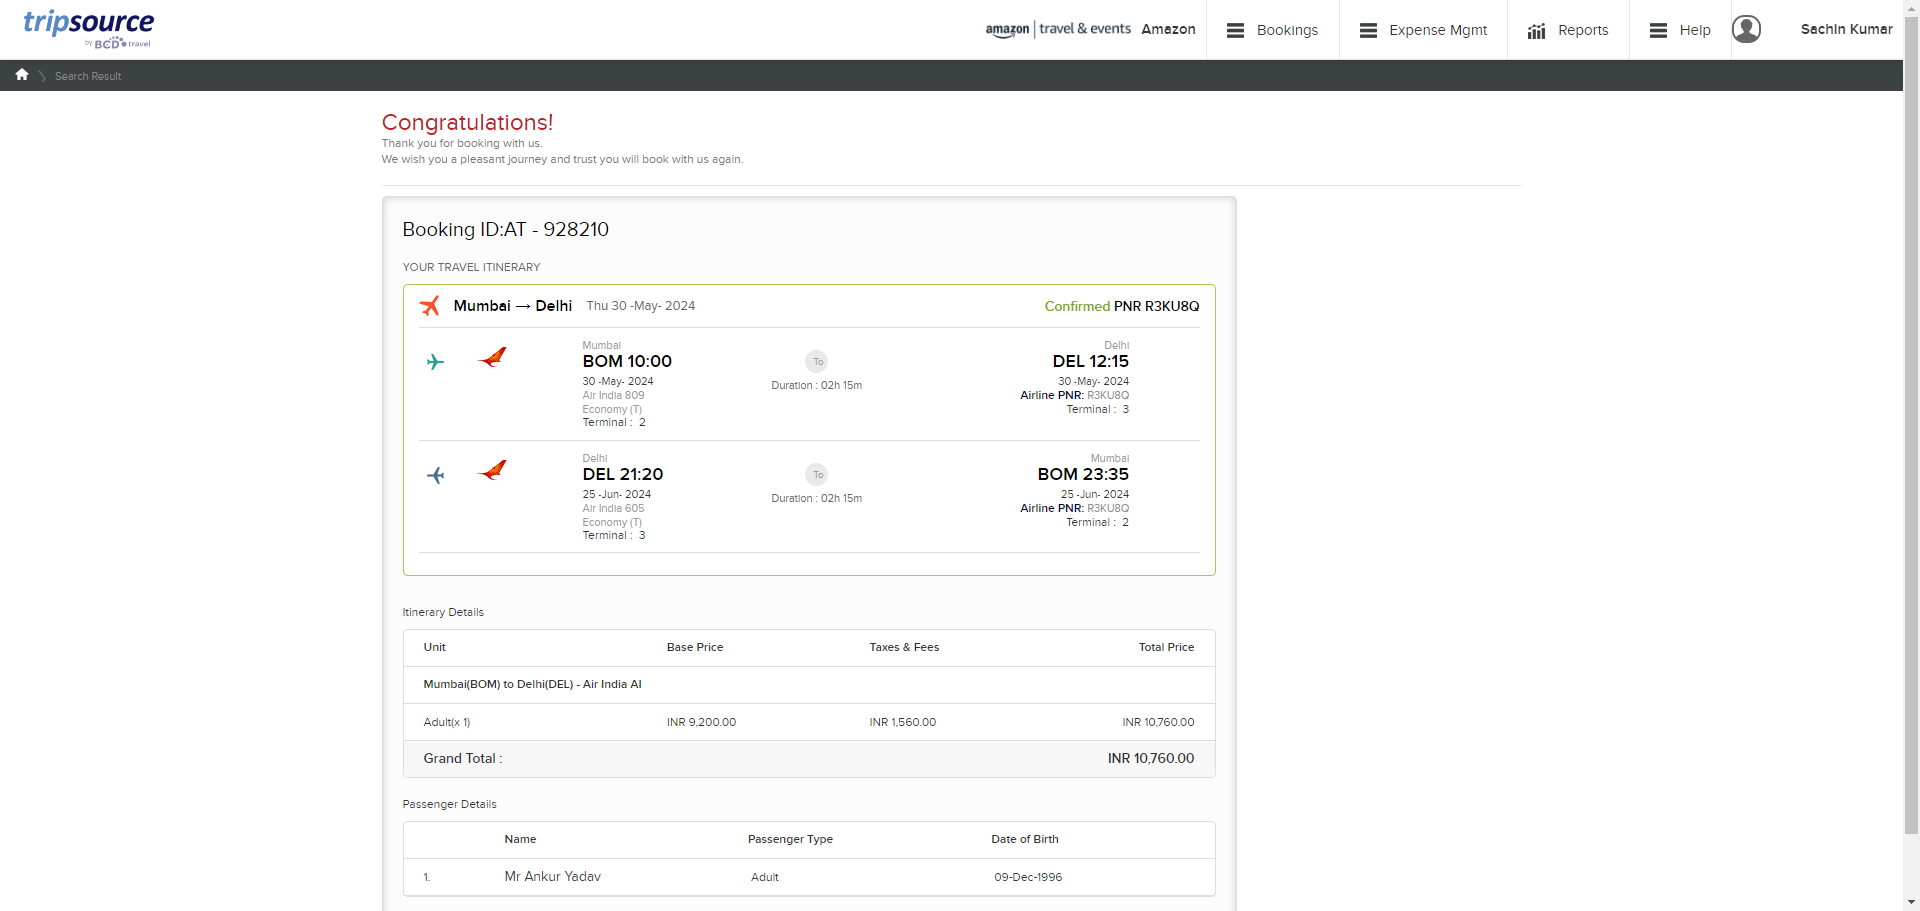 tripsource
by BCD travel
amazon | travel & events Amazon Bookings Expense Mgmt Reports Help Sachin Kumar
Search Result
Congratulations!
Thank you for booking with us.
We wish you a pleasant journey and trust you will book with us again.
Booking ID:AT - 928210
YOUR TRAVEL ITINERARY
Mumbai → Delhi Thu 30 -May- 2024 Confirmed PNR R3KU8Q
Mumbai Delhi
BOM 10:00 To DEL 12:15
30 -May- 2024 Duration : 02h 15m 30 -May- 2024
Air India 809 Airline PNR: R3KU8Q
Economy (T) Terminal : 3
Terminal : 2
Delhi Mumbai
DEL 21:20 To BOM 23:35
25 -Jun- 2024 Duration : 02h 15m 25 -Jun- 2024
Air India 605 Airline PNR: R3KU8Q
Economy (T) Terminal : 2
Terminal : 3
Itinerary Details
Unit Base Price Taxes & Fees Total Price
Mumbai(BOM) to Delhi(DEL) - Air India AI
Adult(x 1) INR 9,200.00 INR 1,560.00 INR 10,760.00
Grand Total : INR 10,760.00
Passenger Details
Name Passenger Type Date of Birth
1. Mr Ankur Yadav Adult 09-Dec-1996